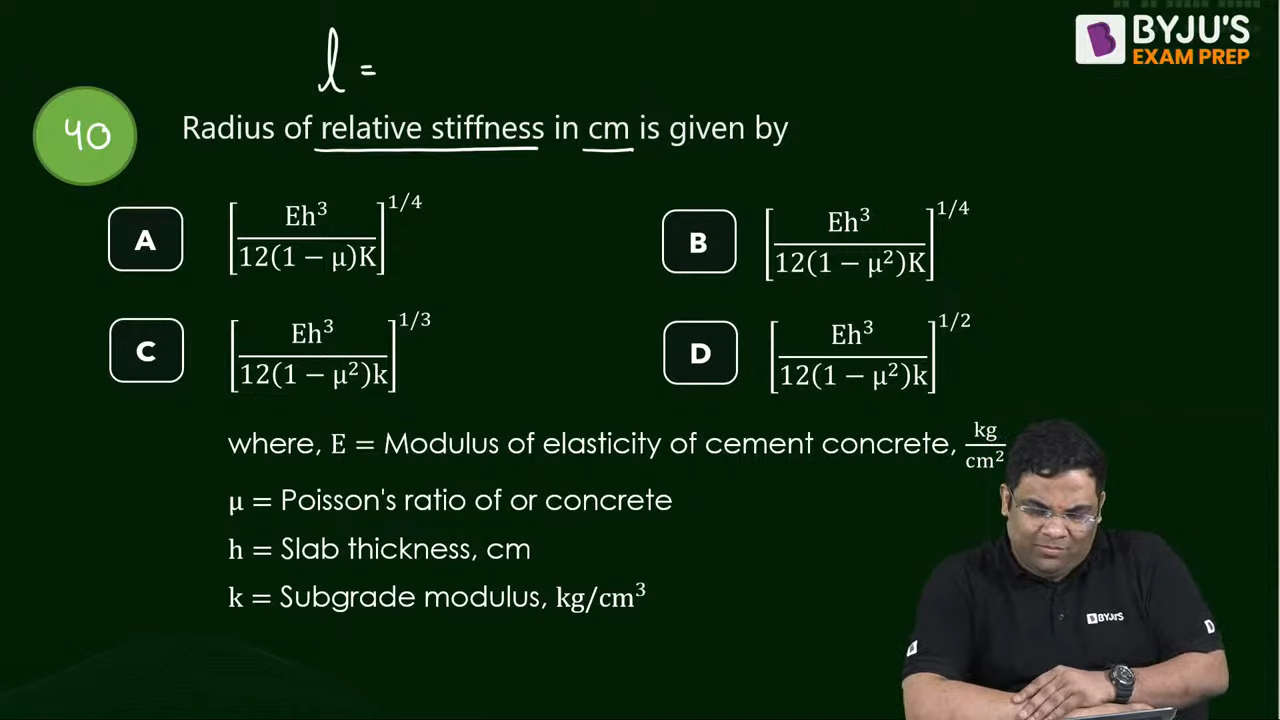 BYJU'S
EXAM PREP
l =
40
Radius of relative stiffness in cm is given by
A [Eh³/12(1 − μ)K]^1/4
B [Eh³/12(1 − μ²)K]^1/4
C [Eh³/12(1 − μ²)k]^1/3
D [Eh³/12(1 − μ²)k]^1/2
where, E = Modulus of elasticity of cement concrete, kg/cm²
μ = Poisson's ratio of or concrete
h = Slab thickness, cm
k = Subgrade modulus, kg/cm³
BYJU'S